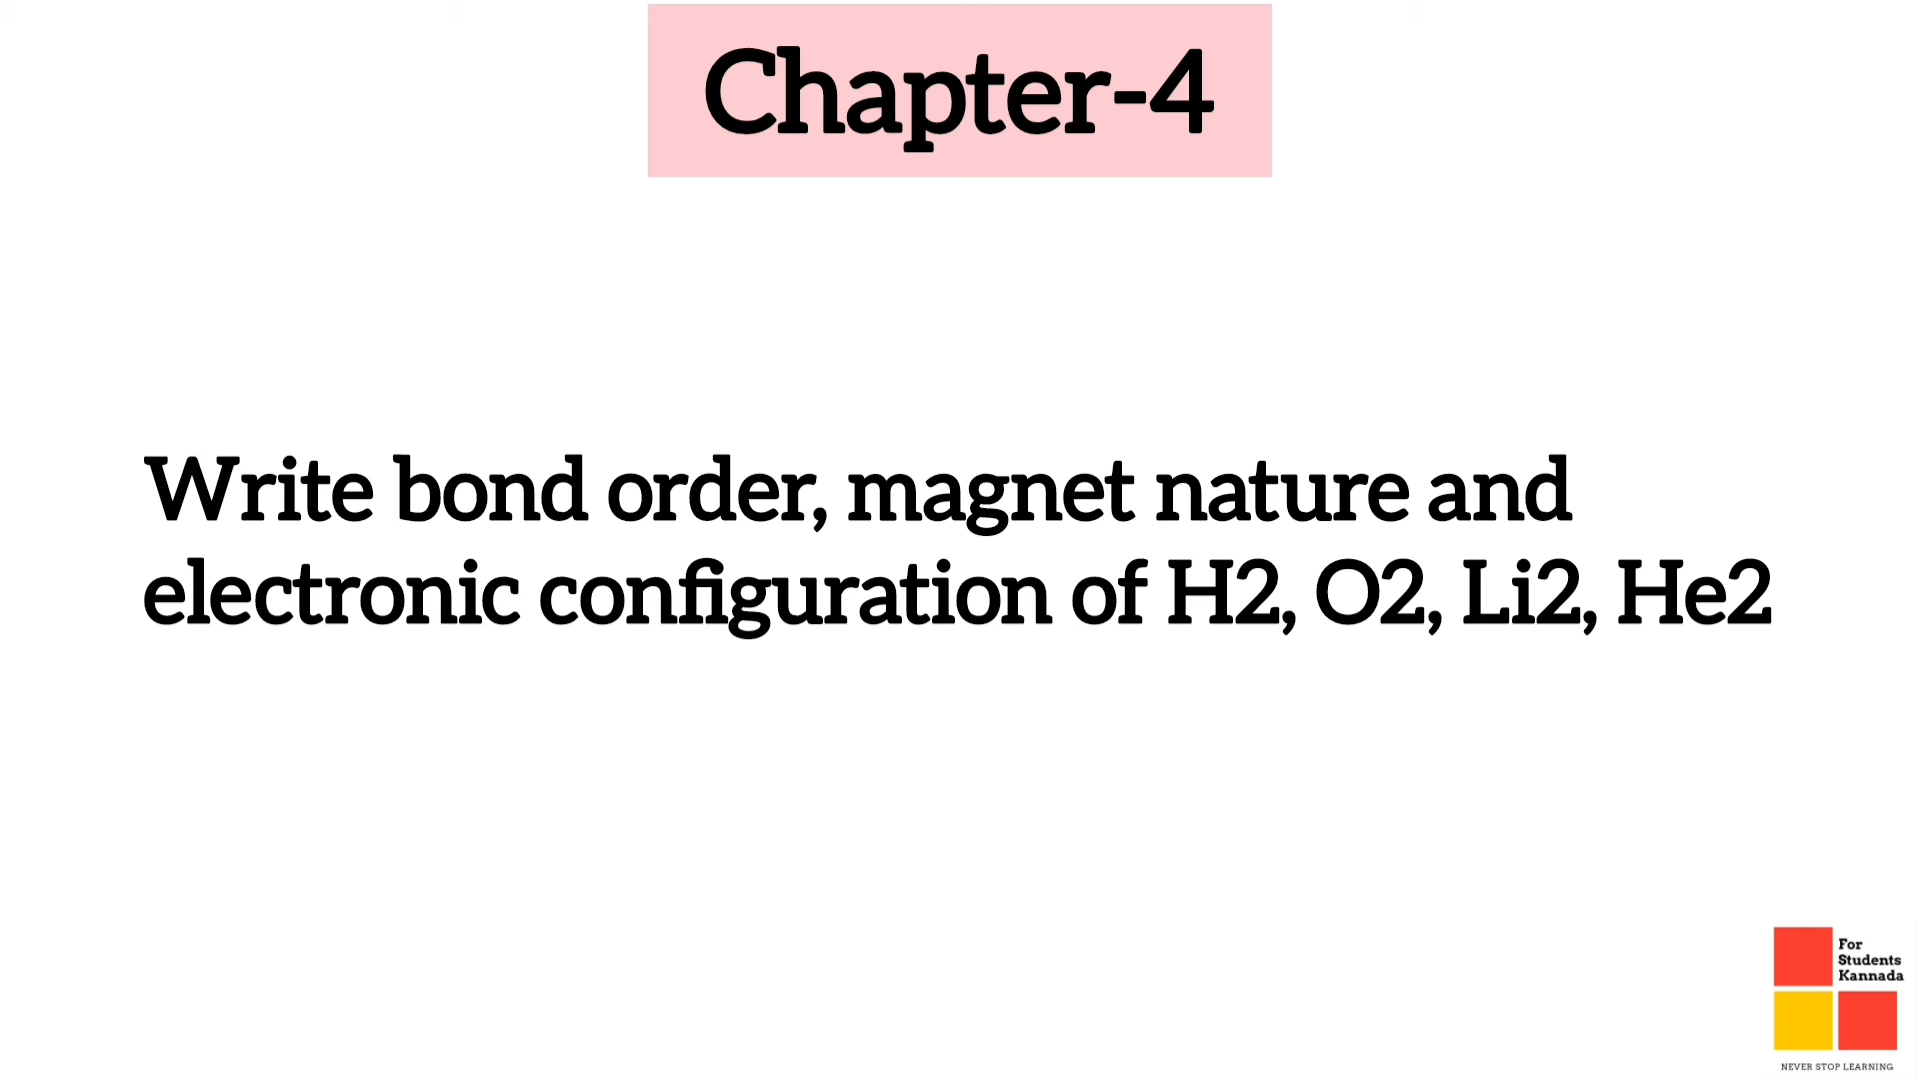 Chapter-4
Write bond order, magnet nature and
electronic configuration of H2, O2, Li2, He2
For
Students
Kannada
NEVER STOP LEARNING